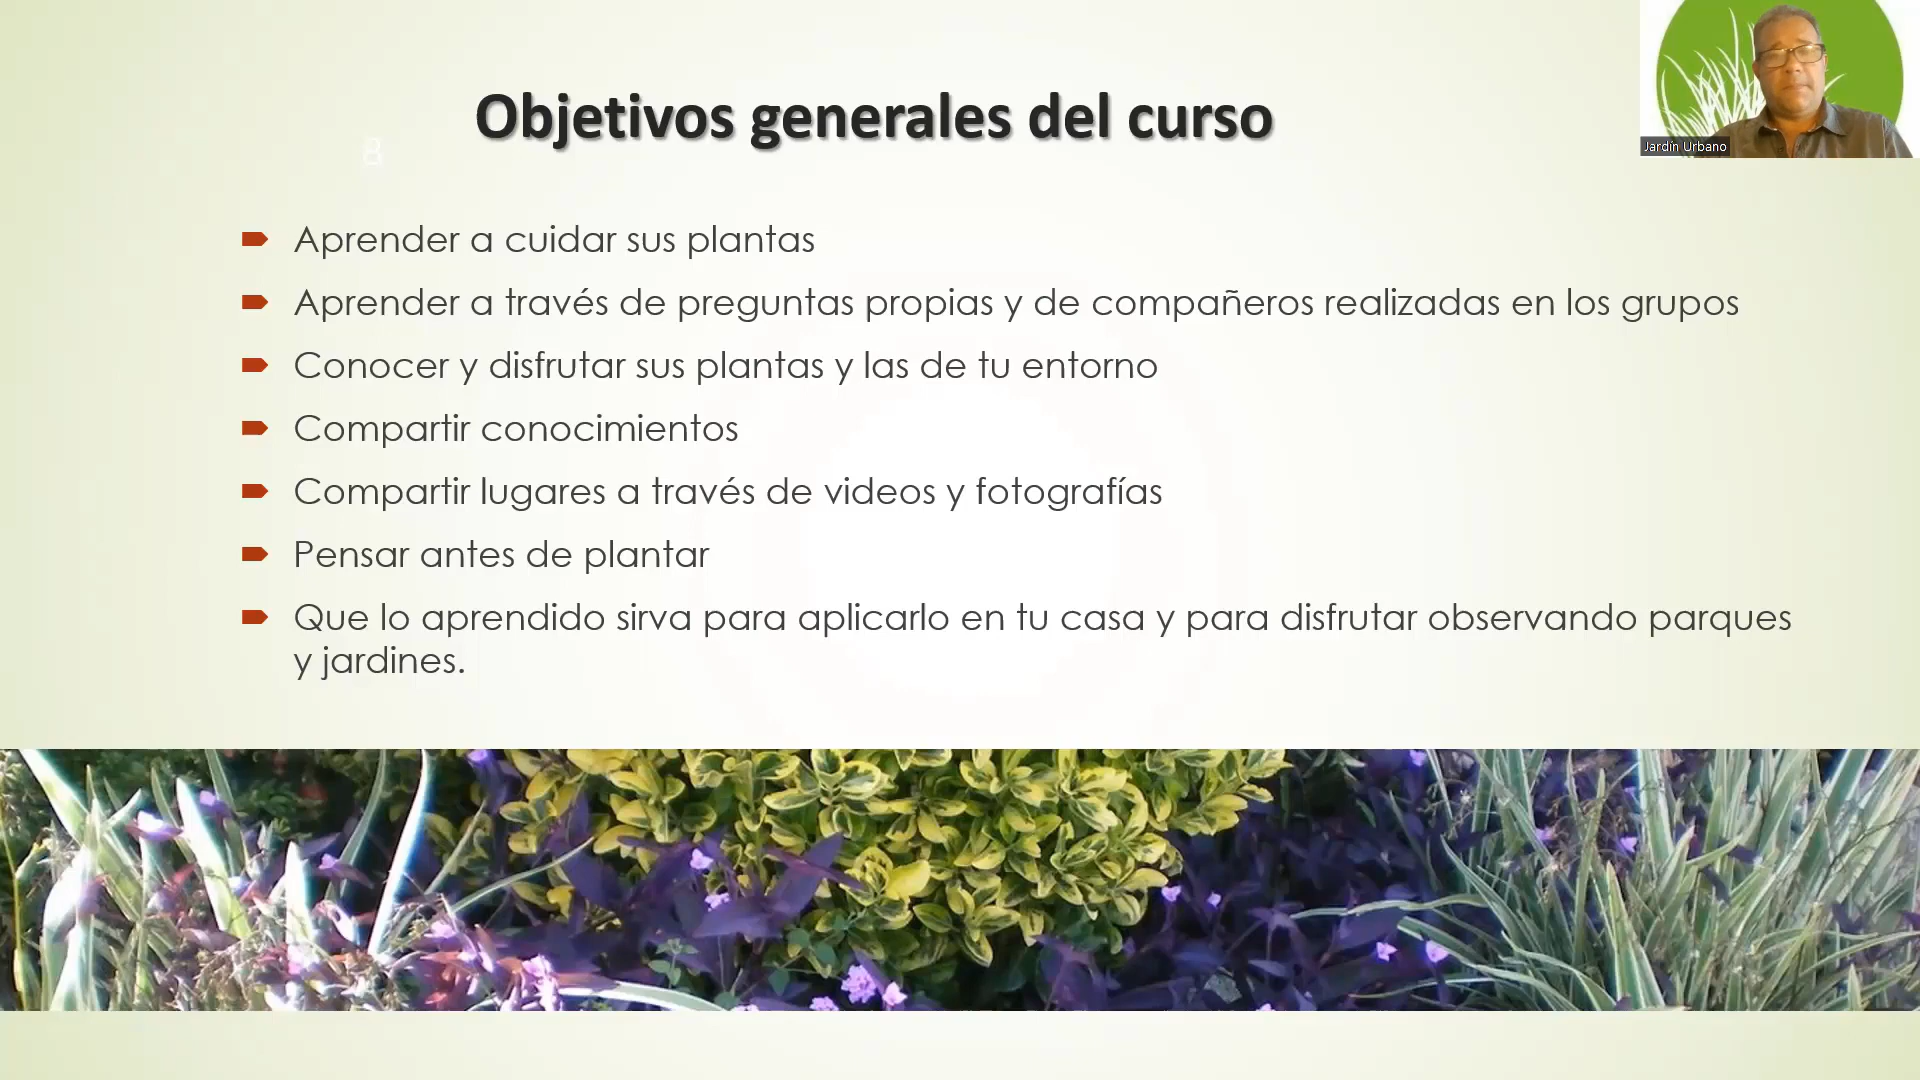 Objetivos generales del curso
8
Jardín Urbano
Aprender a cuidar sus plantas
Aprender a través de preguntas propias y de compañeros realizadas en los grupos
Conocer y disfrutar sus plantas y las de tu entorno
Compartir conocimientos
Compartir lugares a través de videos y fotografías
Pensar antes de plantar
Que lo aprendido sirva para aplicarlo en tu casa y para disfrutar observando parques
y jardines.